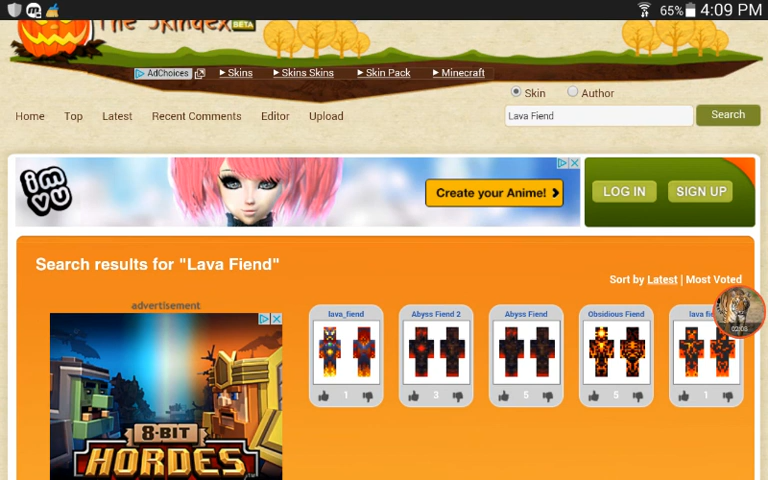 65% 4:09 PM
The Skindex BETA
AdChoices
► Skins
► Skins Skins
► Skin Pack
► Minecraft
Skin Author
Home Top Latest Recent Comments Editor Upload
Lava Fiend
Search
imvu
Create your Anime!
LOG IN SIGN UP
Search results for "Lava Fiend"
Sort by Latest | Most Voted
advertisement
lava_fiend
Abyss Fiend 2
Abyss Fiend
Obsidious Fiend
1
3
5
5
1
02:03
8-BIT
HORDES